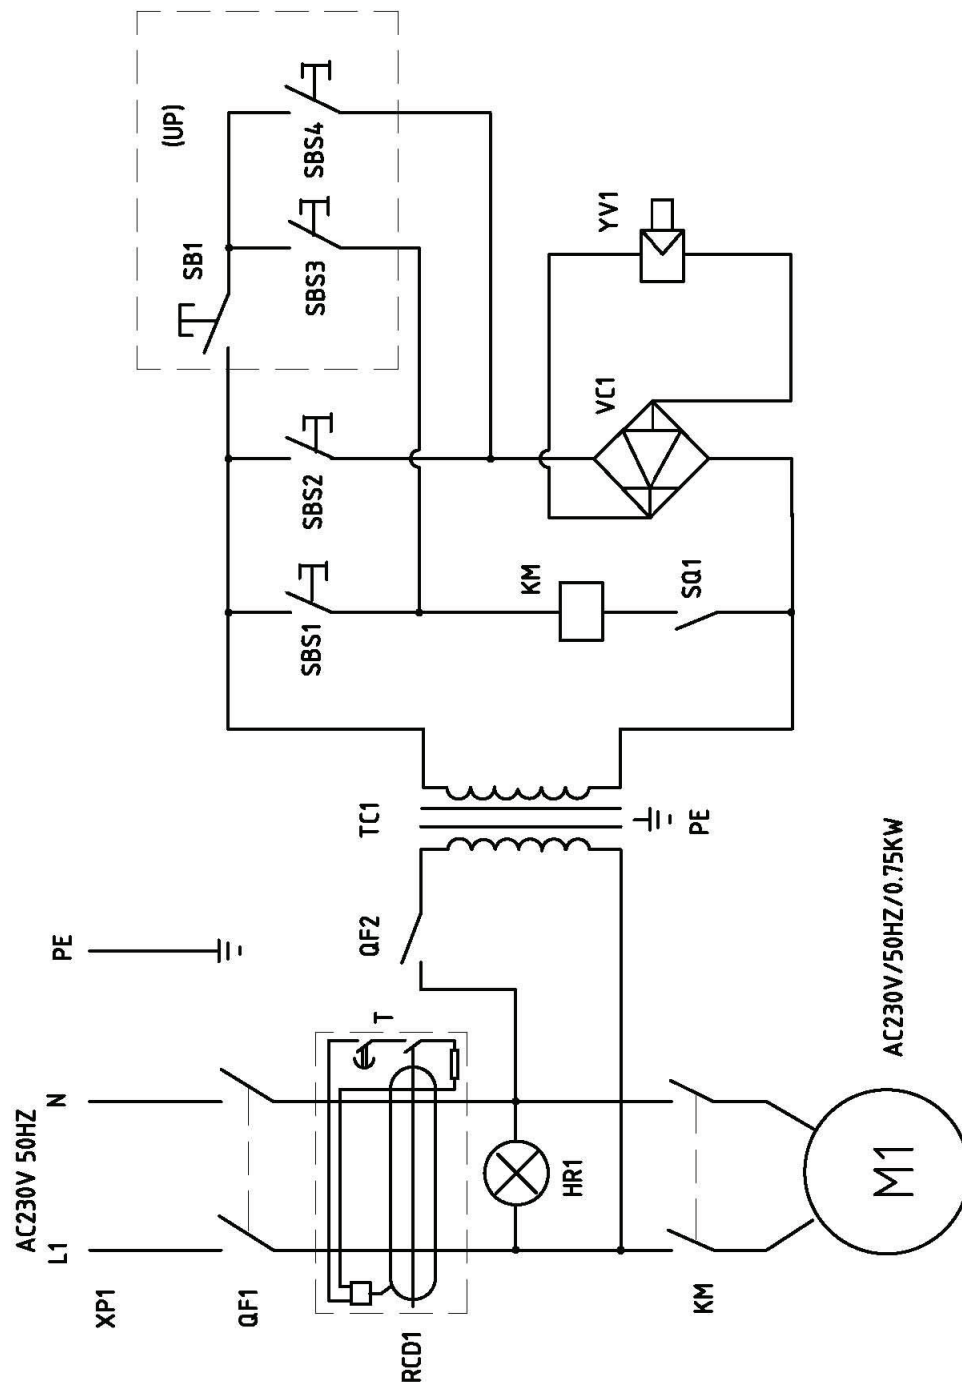 AC230V 50HZ
L1 N PE
XP1
(UP)
SB1
QF1
SBS1 SBS2 SBS3 SBS4
QF2 TC1
T
RCD1
KM
HR1
VC1 YV1
SQ1
KM PE
M1 AC230V/50HZ/0.75KW